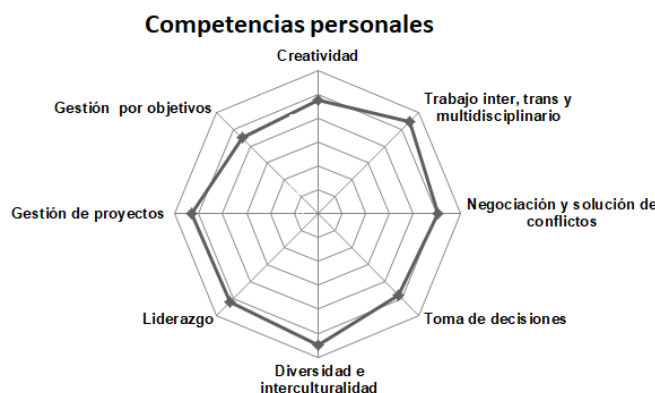 Competencias personales
Creatividad
Trabajo inter, trans y
multidisciplinario
Negociación y solución de
conflictos
Toma de decisiones
Diversidad e
interculturalidad
Liderazgo
Gestión de proyectos
Gestión por objetivos